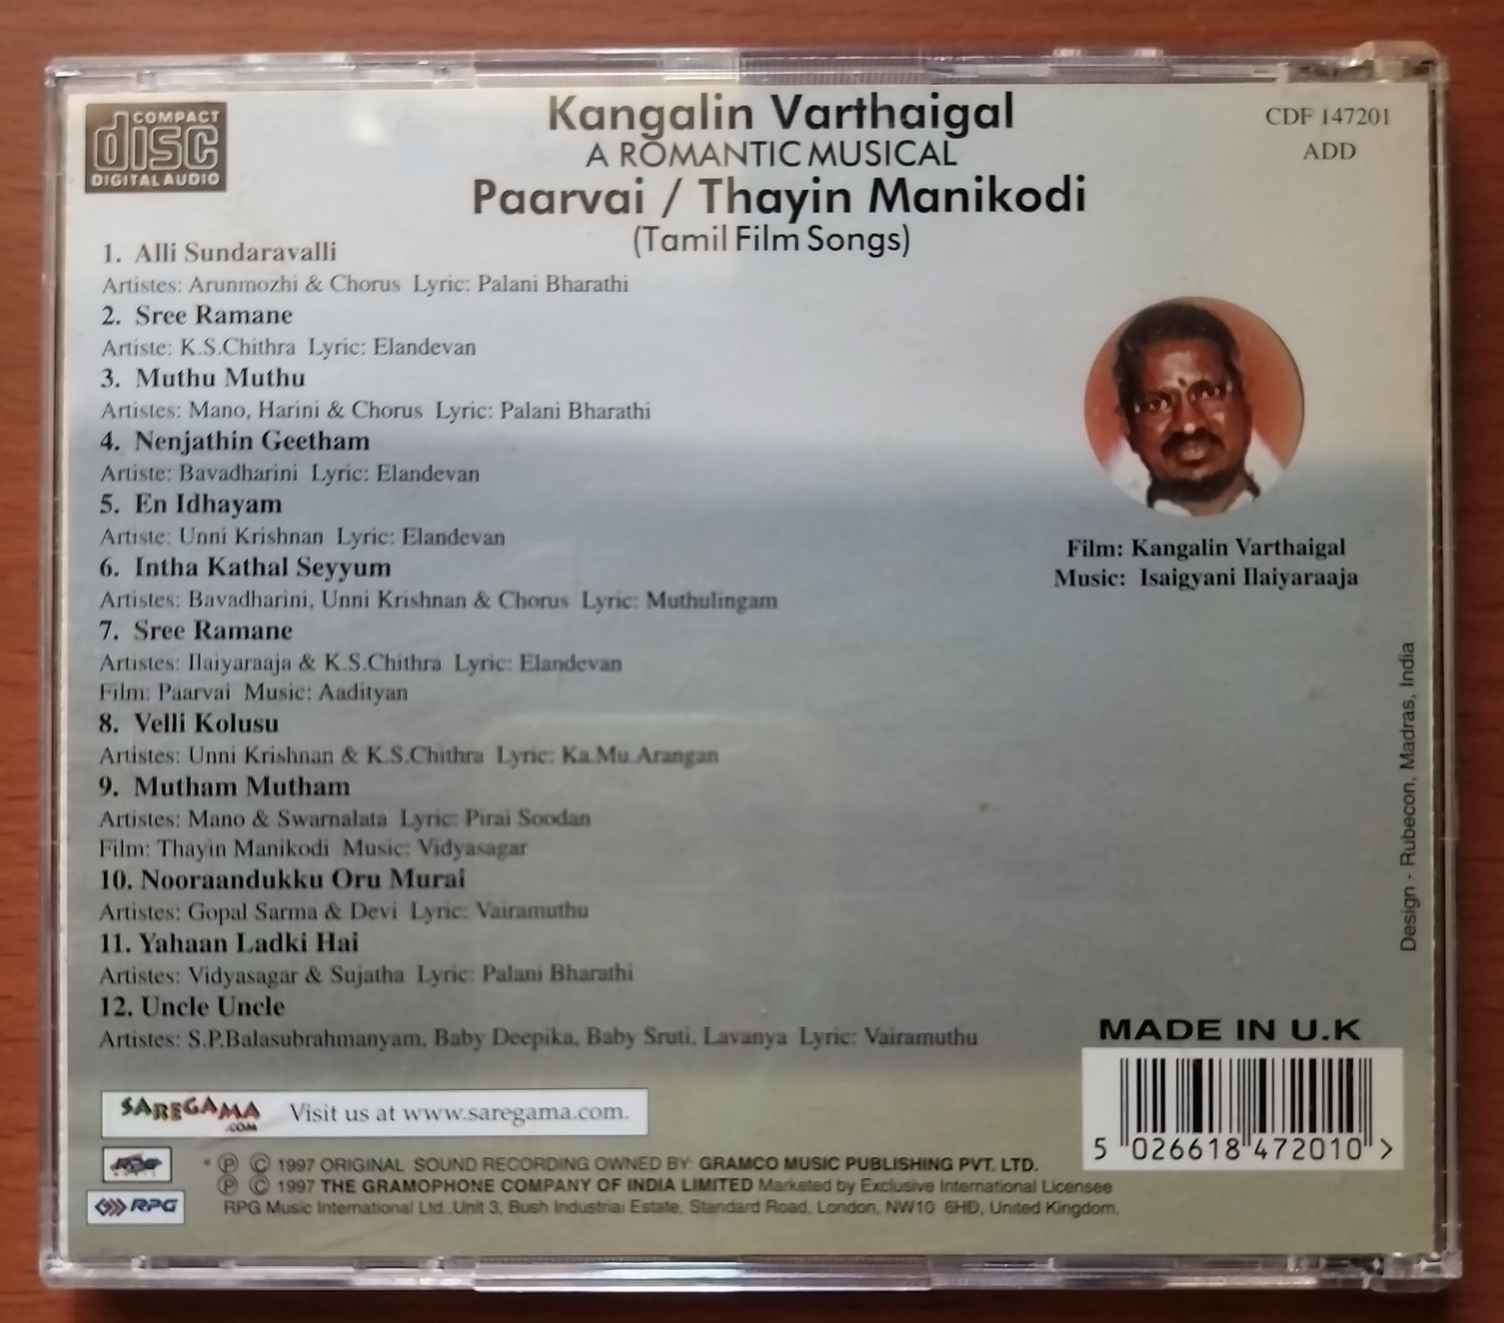 COMPACT
disc
DIGITAL AUDIO
Kangalin Varthaigal
A ROMANTIC MUSICAL
Paarvai / Thayin Manikodi
(Tamil Film Songs)
CDF 147201
ADD
1. Alli Sundaravalli
Artistes: Arunmozhi & Chorus Lyric: Palani Bharathi
2. Sree Ramane
Artiste: K.S.Chithra Lyric: Elandevan
3. Muthu Muthu
Artistes: Mano, Harini & Chorus Lyric: Palani Bharathi
4. Nenjathin Geetham
Artiste: Bavadharini Lyric: Elandevan
5. En Idhayam
Artiste: Unni Krishnan Lyric: Elandevan
6. Intha Kathal Seyyum
Artistes: Bavadharini, Unni Krishnan & Chorus Lyric: Muthulingam
7. Sree Ramane
Artistes: Ilaiyaraaja & K.S.Chithra Lyric: Elandevan
Film: Paarvai Music: Aadityan
8. Velli Kolusu
Artistes: Unni Krishnan & K.S.Chithra Lyric: Ka.Mu.Arangan
9. Mutham Mutham
Artistes: Mano & Swarnalata Lyric: Pirai Soodan
Film: Thayin Manikodi Music: Vidyasagar
10. Nooraandukku Oru Murai
Artistes: Gopal Sarma & Devi Lyric: Vairamuthu
11. Yahaan Ladki Hai
Artistes: Vidyasagar & Sujatha Lyric: Palani Bharathi
12. Uncle Uncle
Artistes: S.P.Balasubrahmanyam, Baby Deepika, Baby Sruti, Lavanya Lyric: Vairamuthu
Film: Kangalin Varthaigal
Music: Isaigyani Ilaiyaraaja
Design - Rubecon, Madras, India
MADE IN U.K
5 026618 472010 >
SAREGAMA
.COM
Visit us at www.saregama.com.
RPG
* Ⓟ © 1997 ORIGINAL SOUND RECORDING OWNED BY: GRAMCO MUSIC PUBLISHING PVT. LTD.
Ⓟ © 1997 THE GRAMOPHONE COMPANY OF INDIA LIMITED Marketed by Exclusive International Licensee
RPG Music International Ltd. Unit 3, Bush Industrial Estate, Standard Road, London, NW10 6HD, United Kingdom.